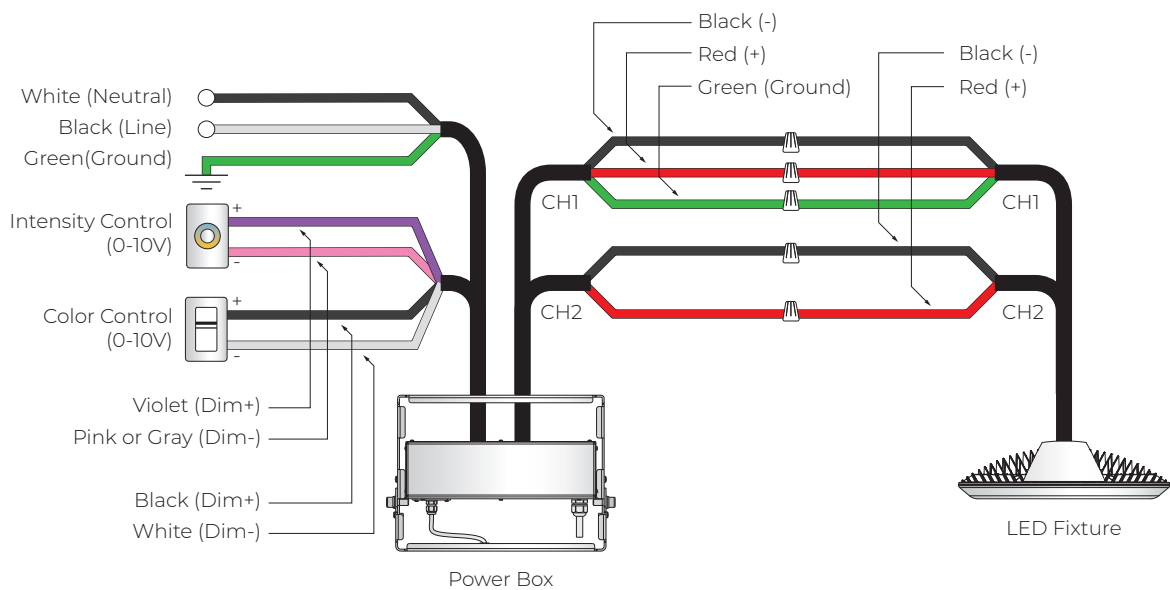 Black (-)
Red (+)
Green (Ground)
Black (-)
Red (+)
White (Neutral)
Black (Line)
Green(Ground)
Intensity Control
(0-10V)
+
-
Color Control
(0-10V)
+
-
CH1
CH1
CH2
CH2
Violet (Dim+)
Pink or Gray (Dim-)
Black (Dim+)
White (Dim-)
Power Box
LED Fixture